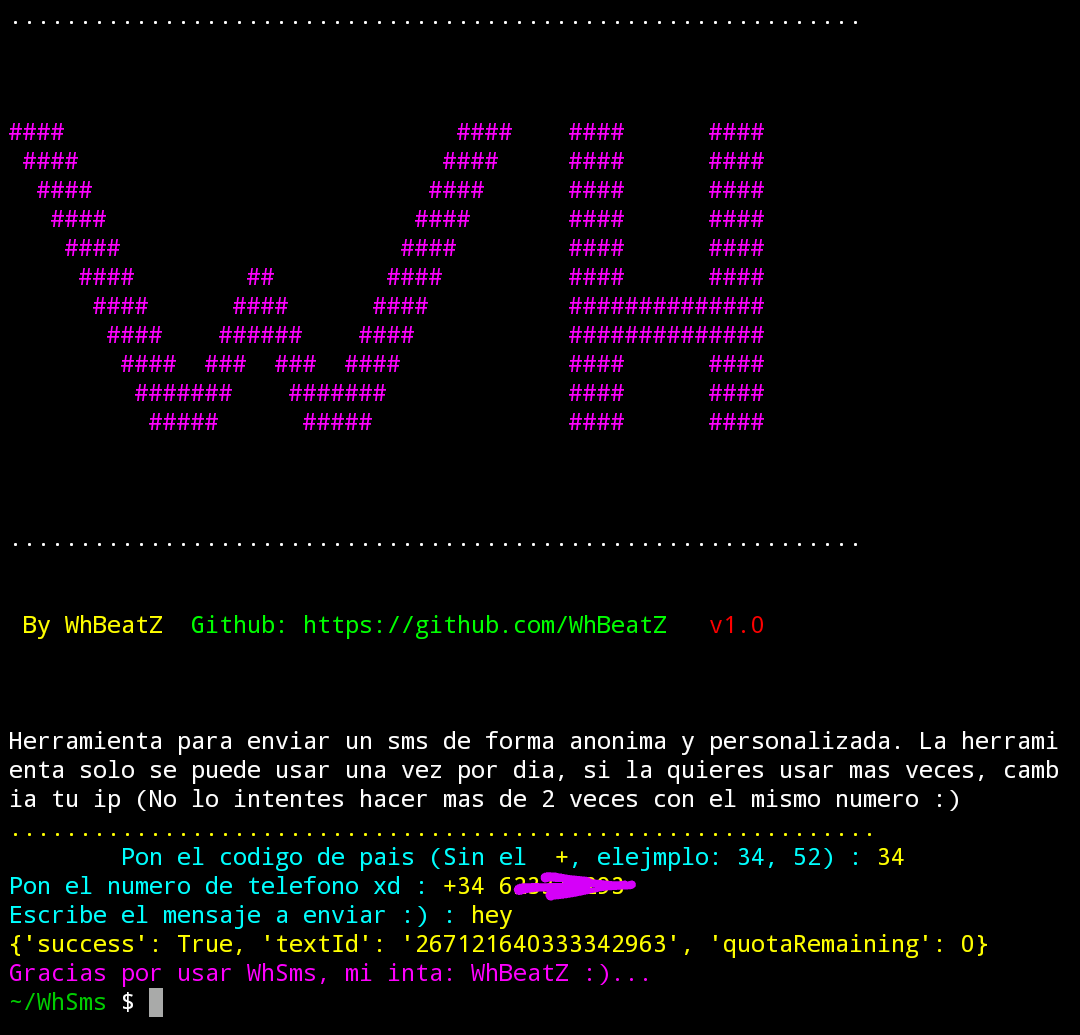 By WhBeatZ Github: https://github.com/WhBeatZ v1.0
Herramienta para enviar un sms de forma anonima y personalizada. La herrami
enta solo se puede usar una vez por dia, si la quieres usar mas veces, camb
ia tu ip (No lo intentes hacer mas de 2 veces con el mismo numero :)
Pon el codigo de pais (Sin el +, elejmplo: 34, 52) : 34
Pon el numero de telefono xd : +34
Escribe el mensaje a enviar :) : hey
{'success': True, 'textId': '267121640333342963', 'quotaRemaining': 0}
Gracias por usar WhSms, mi inta: WhBeatZ :)...
~/WhSms $